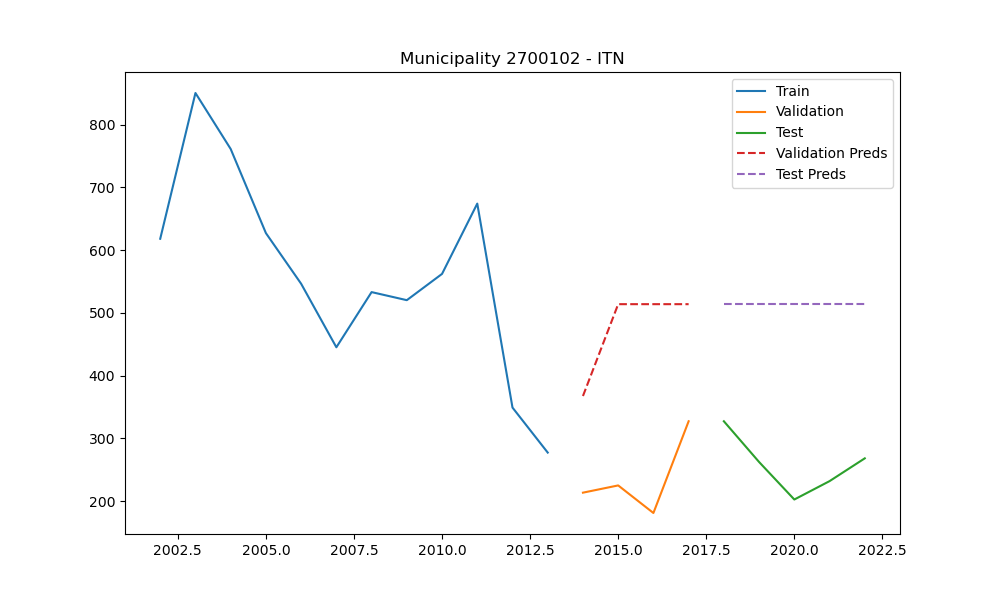 Municipality 2700102 - ITN
Train
Validation
Test
Validation Preds
Test Preds
800
700
600
500
400
300
200
2002.5 2005.0 2007.5 2010.0 2012.5 2015.0 2017.5 2020.0 2022.5